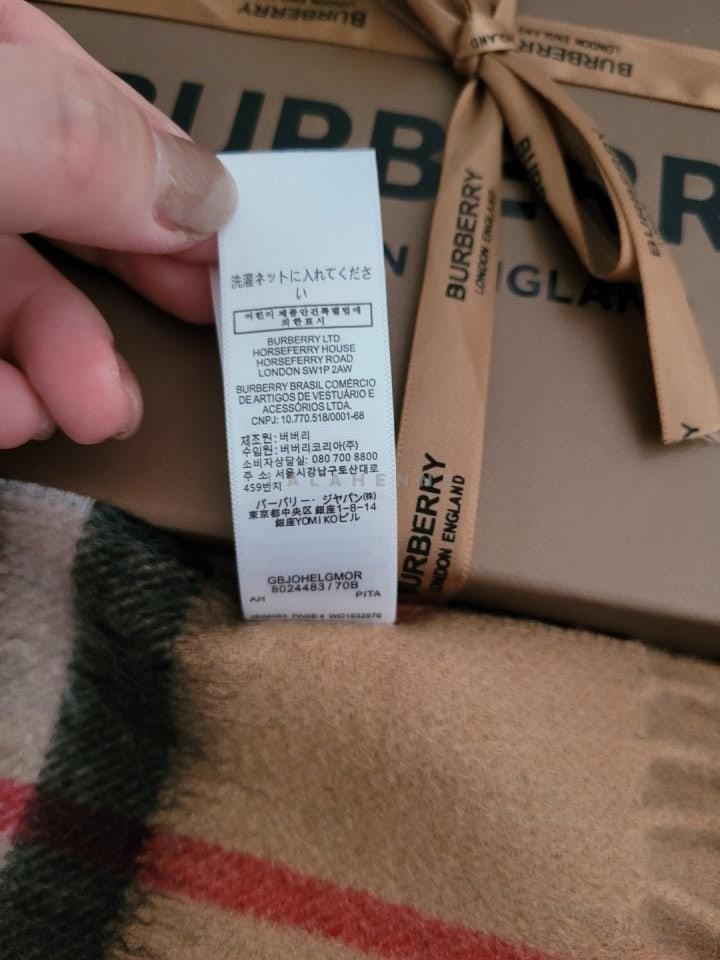 BURBERRY
LONDON ENGLAND
BURBERRY
LONDON ENGLAND
BURBERRY
ENGLAND
BURBERRY
LONDON ENGLAND
BURBERRY
LONDON ENGLAND
洗濯ネットに入れてくださ
い
어린이 제품안전특별법에
의한표시
BURBERRY LTD
HORSEFERRY HOUSE
HORSEFERRY ROAD
LONDON SW1P 2AW
BURBERRY BRASIL COMÉRCIO
DE ARTIGOS DE VESTUÁRIO E
ACESSÓRIOS LTDA.
CNPJ: 10.770.518/0001-68
제조원: 버버리
수입원: 버버리코리아(주)
소비자상담실: 080 700 8800
주 소: 서울시강남구도산대로
459번지
バーバリー・ジャパン(株)
東京都中央区銀座1-8-14
銀座YOMIKOビル
GBJOHELGMOR
8024483/70B
AH PITA